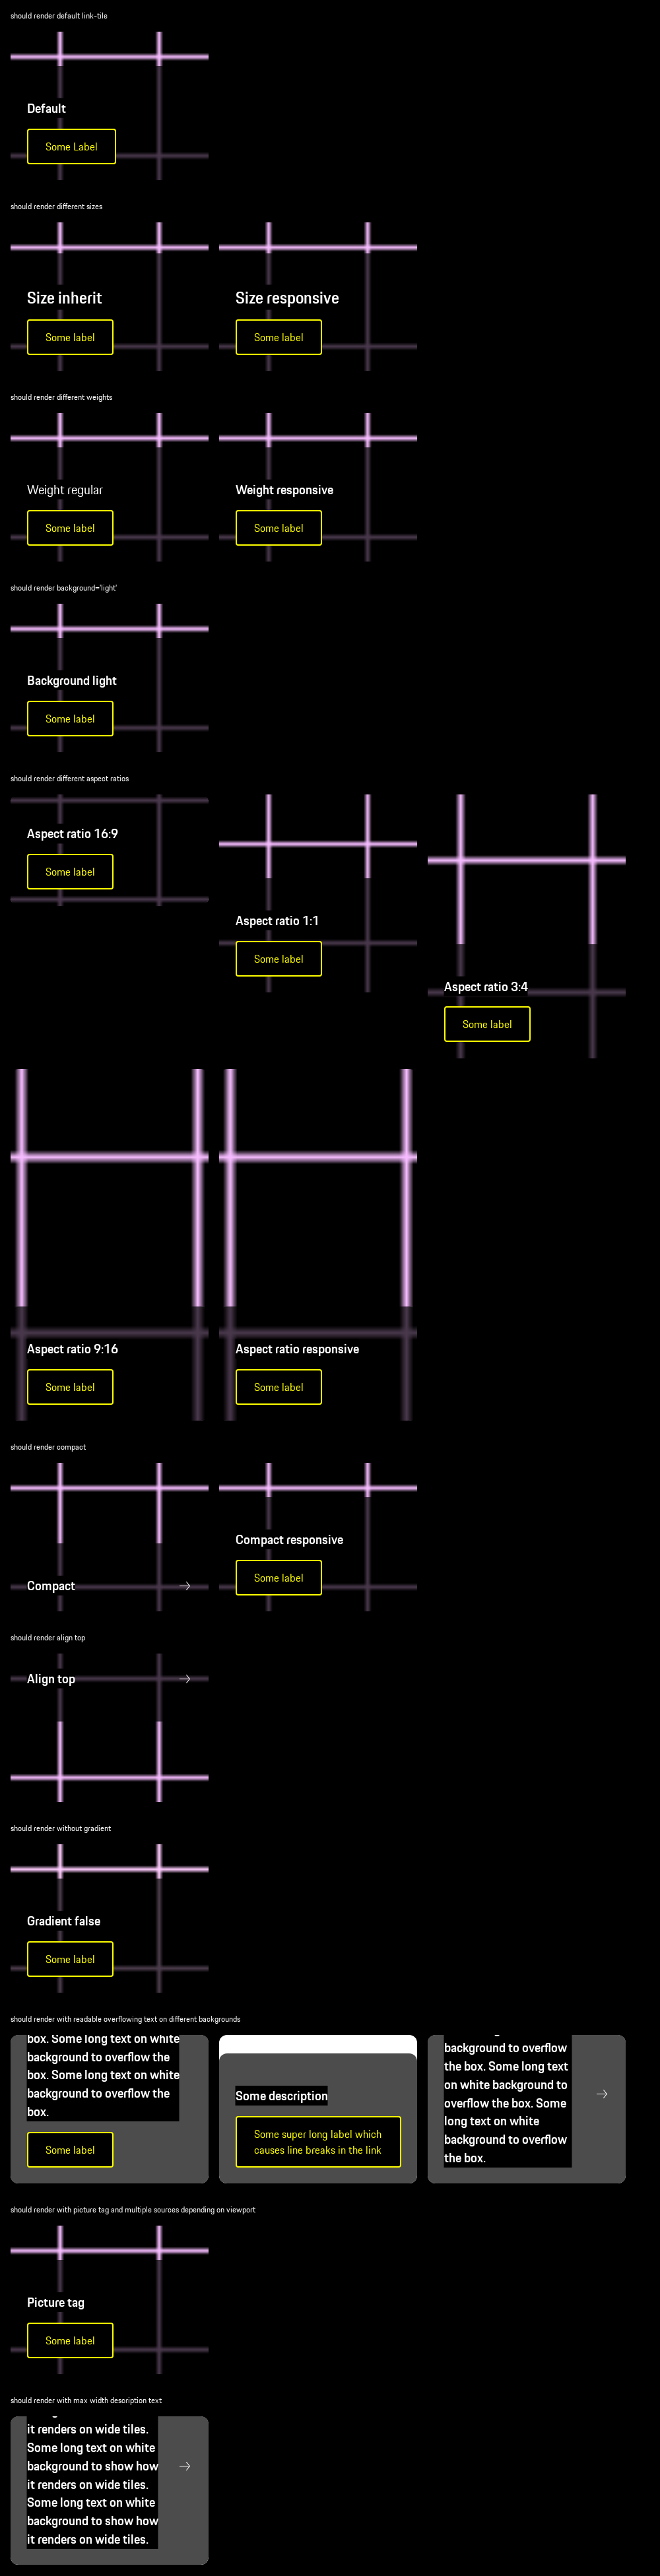 should render default link-tile
Default
Some Label
should render different sizes
Size inherit
Size responsive
Some label
Some label
should render different weights
Weight regular
Weight responsive
Some label
Some label
should render background='light'
Background light
Some label
should render different aspect ratios
Aspect ratio 16:9
Some label
Aspect ratio 1:1
Some label
Aspect ratio 3:4
Some label
Aspect ratio 9:16
Aspect ratio responsive
Some label
Some label
should render compact
Compact
Compact responsive
Some label
should render align top
Align top
should render without gradient
Gradient false
Some label
should render with readable overflowing text on different backgrounds
box. Some long text on white
background to overflow the
box. Some long text on white
background to overflow the
box.
Some label
Some description
Some super long label which
causes line breaks in the link
background to overflow
the box. Some long text
on white background to
overflow the box. Some
long text on white
background to overflow
the box.
should render with picture tag and multiple sources depending on viewport
Picture tag
Some label
should render with max width description text
it renders on wide tiles.
Some long text on white
background to show how
it renders on wide tiles.
Some long text on white
background to show how
it renders on wide tiles.